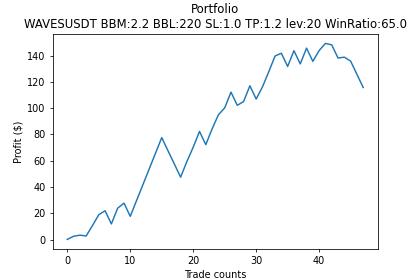 Portfolio
WAVESUSDT BBM:2.2 BBL:220 SL:1.0 TP:1.2 lev:20 WinRatio:65.0
140
120
100
80
60
40
20
0
Profit ($)
0 10 20 30 40
Trade counts